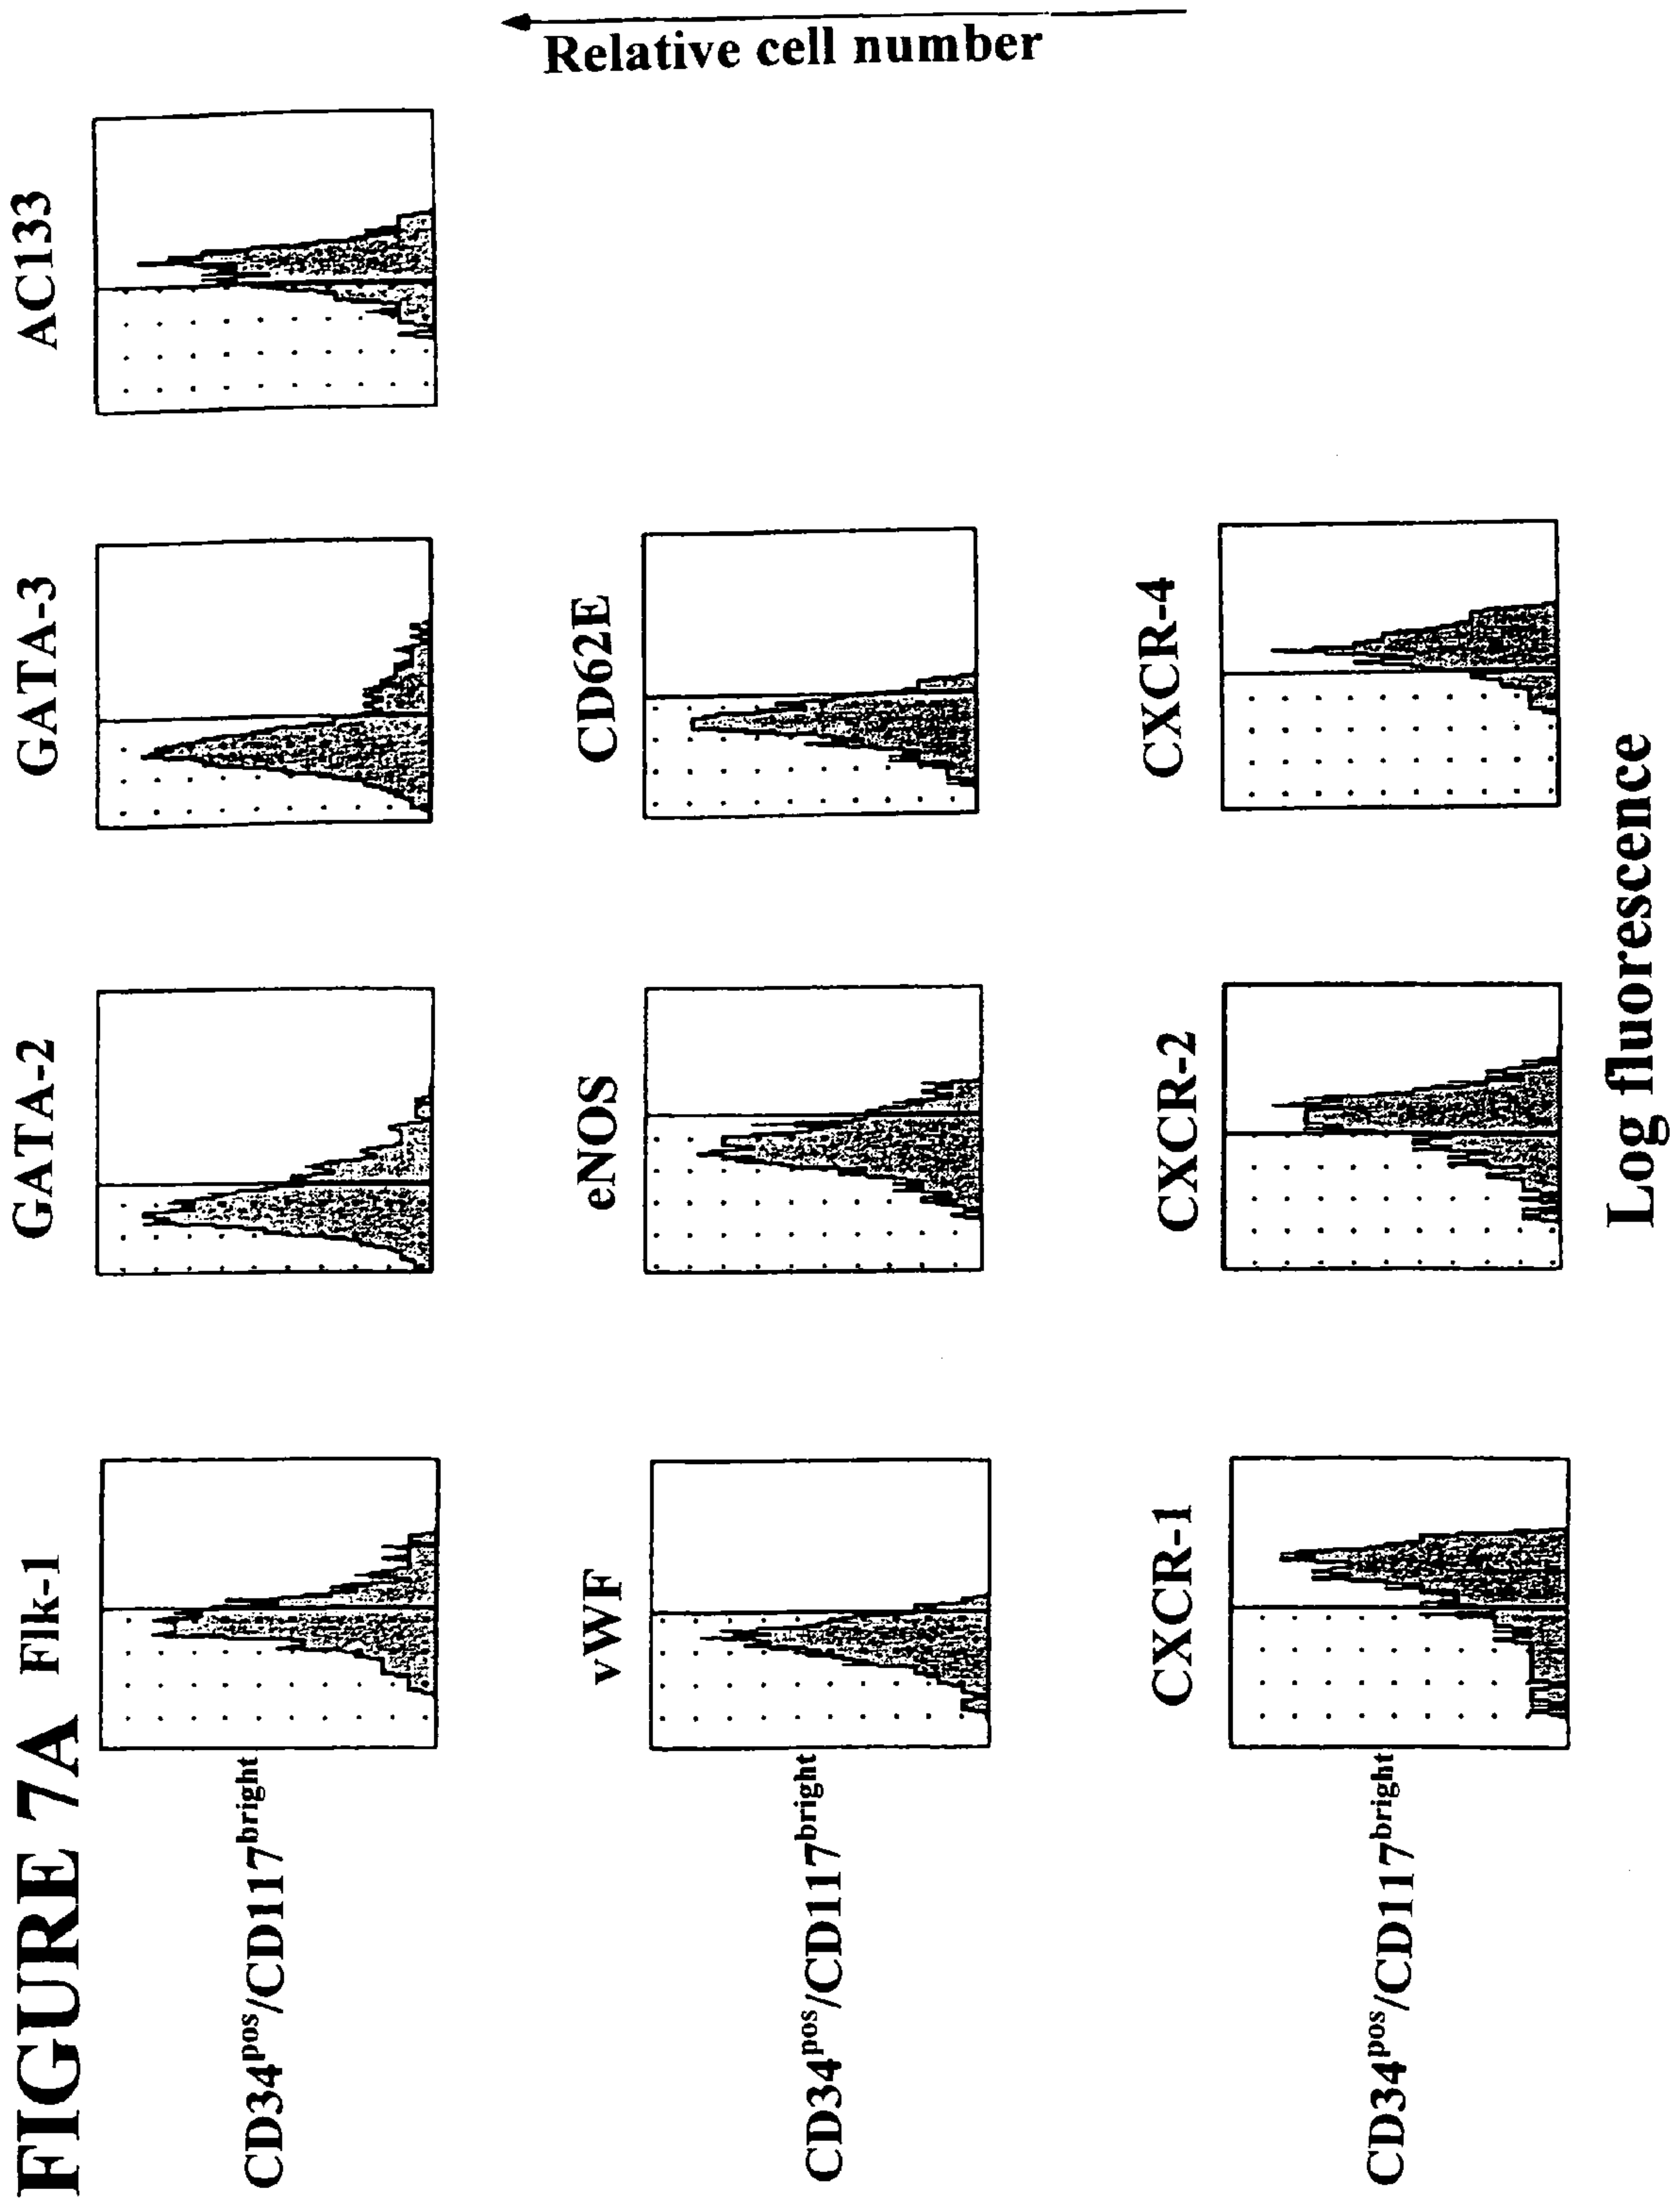 FIGURE 7A
Flk-1 GATA-2 GATA-3 AC133
CD34pos/CD117bright
vWF eNOS CD62E
CD34pos/CD117bright
CXCR-1 CXCR-2 CXCR-4
CD34pos/CD117bright
Relative cell number
Log fluorescence